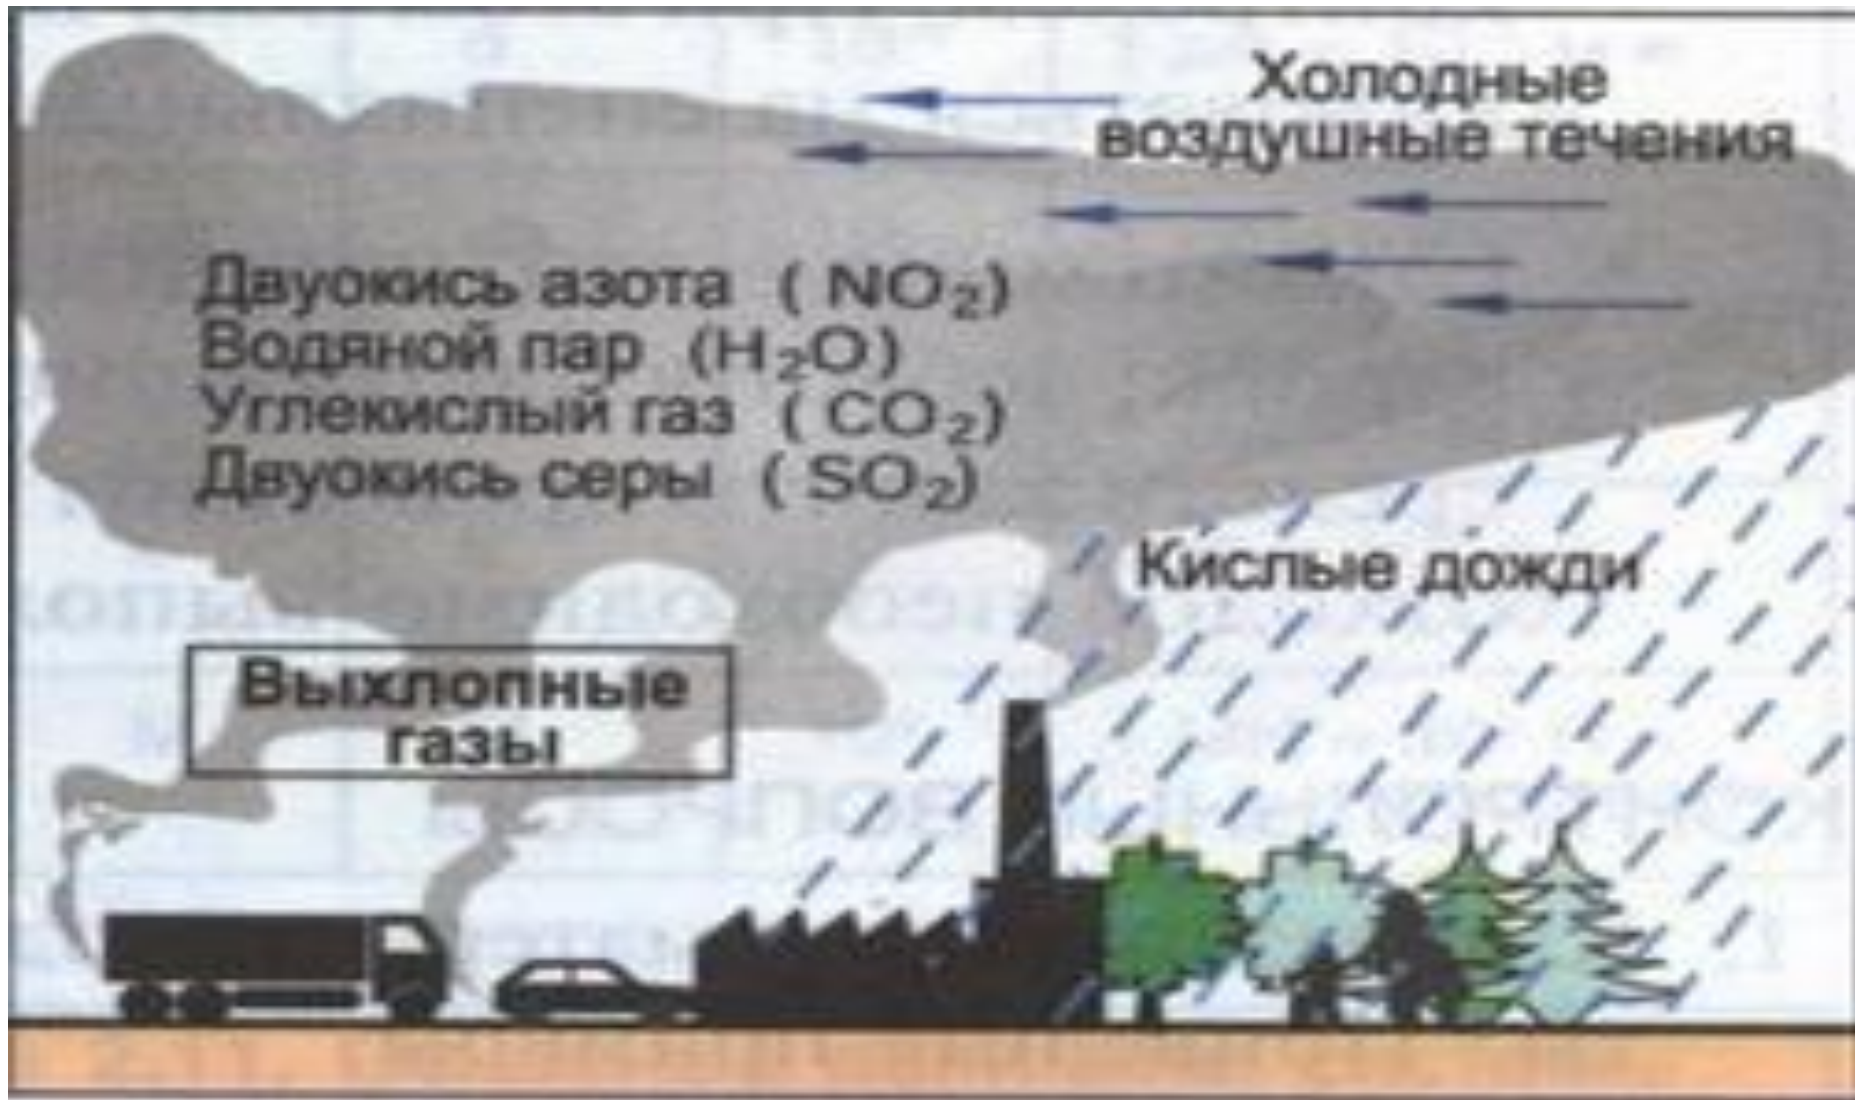 Холодные
воздушные течения
Двуокись азота ( NO₂)
Водяной пар (H₂O)
Углекислый газ ( CO₂)
Двуокись серы ( SO₂)
Кислые дожди
Выхлопные
газы